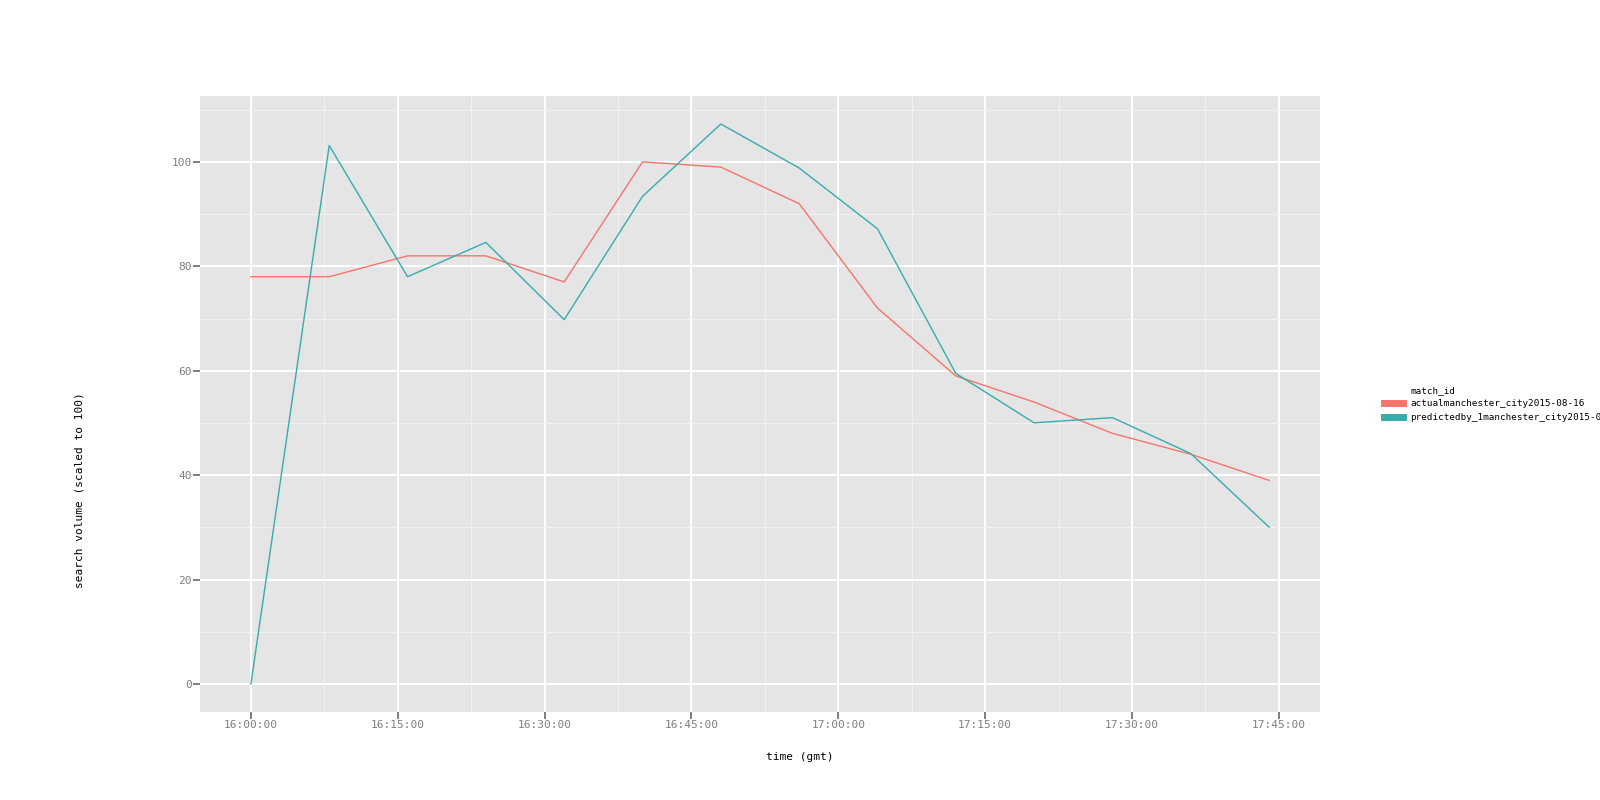 100
80
60
40
20
0
search volume (scaled to 100)
16:00:00 16:15:00 16:30:00 16:45:00 17:00:00 17:15:00 17:30:00 17:45:00
time (gmt)
match_id
actualmanchester_city2015-08-16
predictedby_1manchester_city2015-0